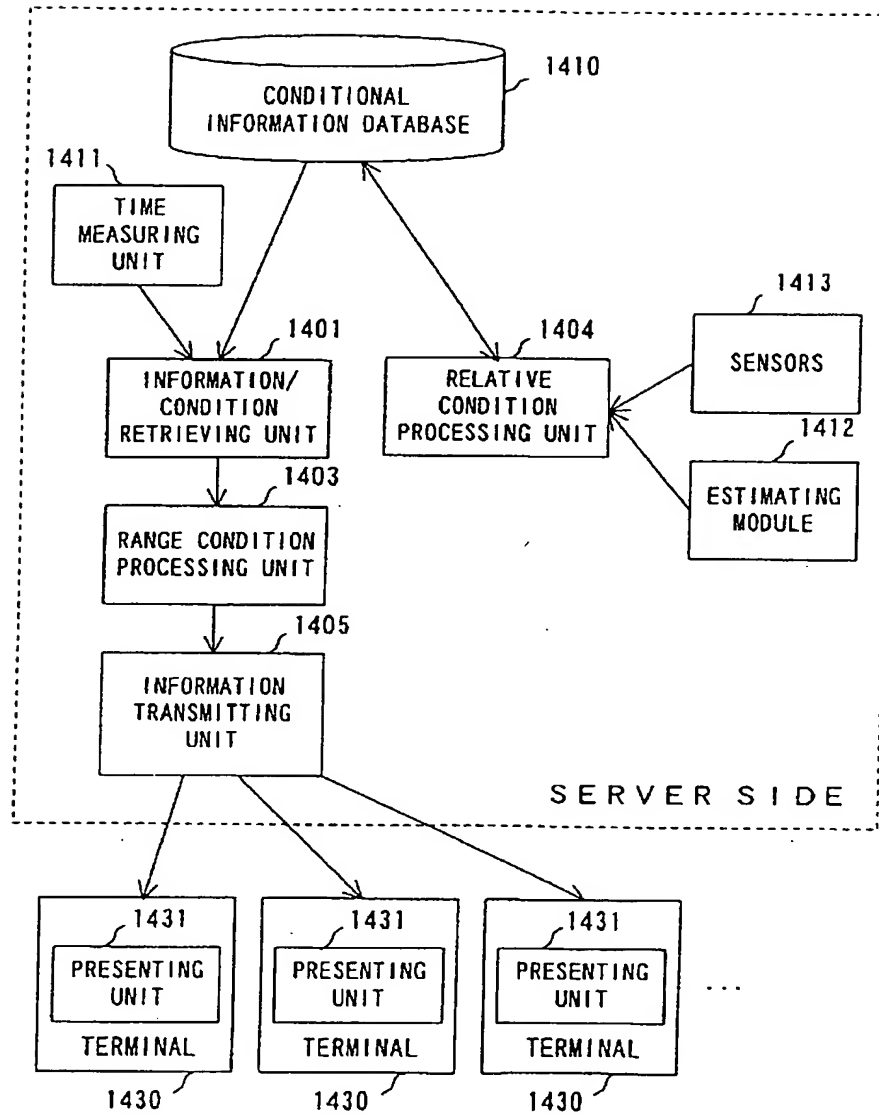 1410
CONDITIONAL
INFORMATION DATABASE
1411
TIME
MEASURING
UNIT
1401
INFORMATION/
CONDITION
RETRIEVING UNIT
1404
RELATIVE
CONDITION
PROCESSING UNIT
1413
SENSORS
1412
ESTIMATING
MODULE
1403
RANGE CONDITION
PROCESSING UNIT
1405
INFORMATION
TRANSMITTING
UNIT
SERVER SIDE
1431
PRESENTING
UNIT
TERMINAL
1430
1431
PRESENTING
UNIT
TERMINAL
1430
1431
PRESENTING
UNIT
TERMINAL
1430
...